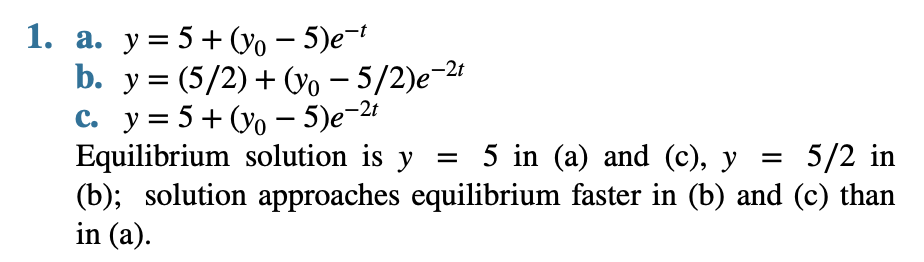 1. a. y = 5 + (y₀ − 5)e⁻ᵗ
b. y = (5/2) + (y₀ − 5/2)e⁻²ᵗ
c. y = 5 + (y₀ − 5)e⁻²ᵗ
Equilibrium solution is y = 5 in (a) and (c), y = 5/2 in
(b); solution approaches equilibrium faster in (b) and (c) than
in (a).